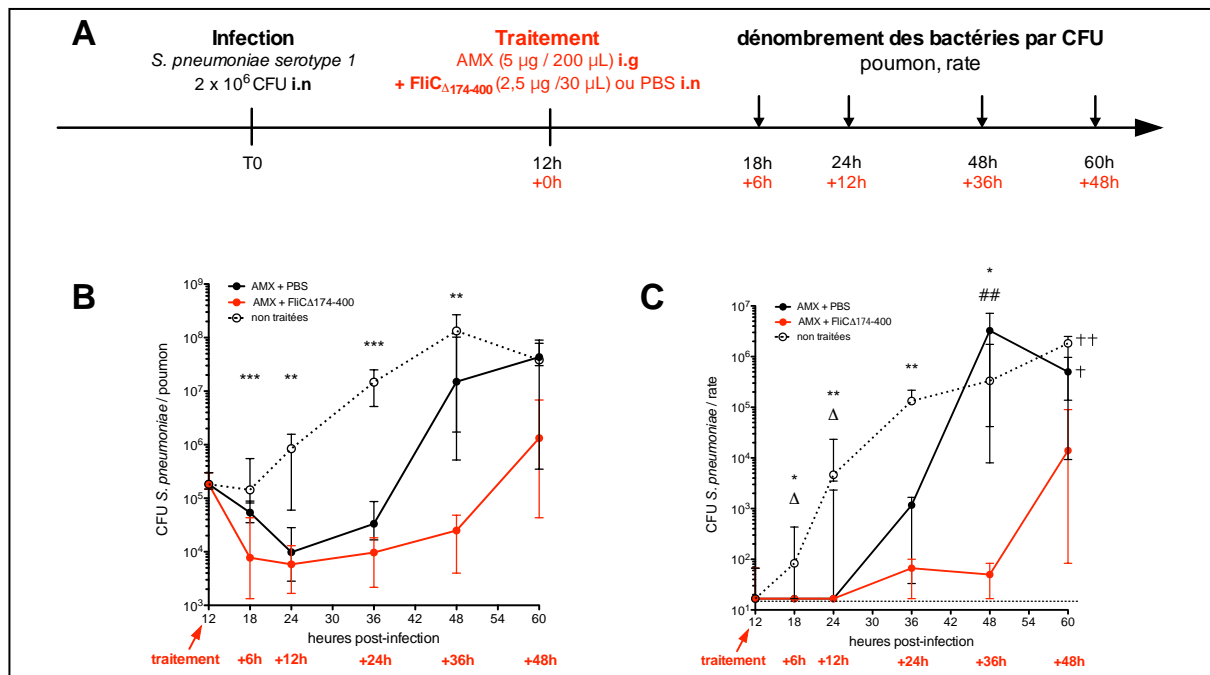 A
Infection
S. pneumoniae serotype 1
2 x 10⁶ CFU i.n
Traitement
AMX (5 µg / 200 µL) i.g
+ FliCΔ174-400 (2,5 µg /30 µL) ou PBS i.n
dénombrement des bactéries par CFU
poumon, rate
T0
12h
18h
24h
48h
60h
+0h
+6h
+12h
+36h
+48h
B
AMX + PBS
AMX + FliCΔ174-400
non traitées
CFU S. pneumoniae / poumon
10⁹
10⁸
10⁷
10⁶
10⁵
10⁴
10³
***
**
***
**
12 18 24 30 36 42 48 54 60
heures post-infection
traitement
+6h +12h +24h +36h +48h
C
AMX + PBS
AMX + FliCΔ174-400
non traitées
CFU S. pneumoniae / rate
10⁷
10⁶
10⁵
10⁴
10³
10²
10¹
*
Δ
**
Δ
**
*
##
††
†
12 18 24 30 36 42 48 54 60
heures post-infection
traitement
+6h +12h +24h +36h +48h